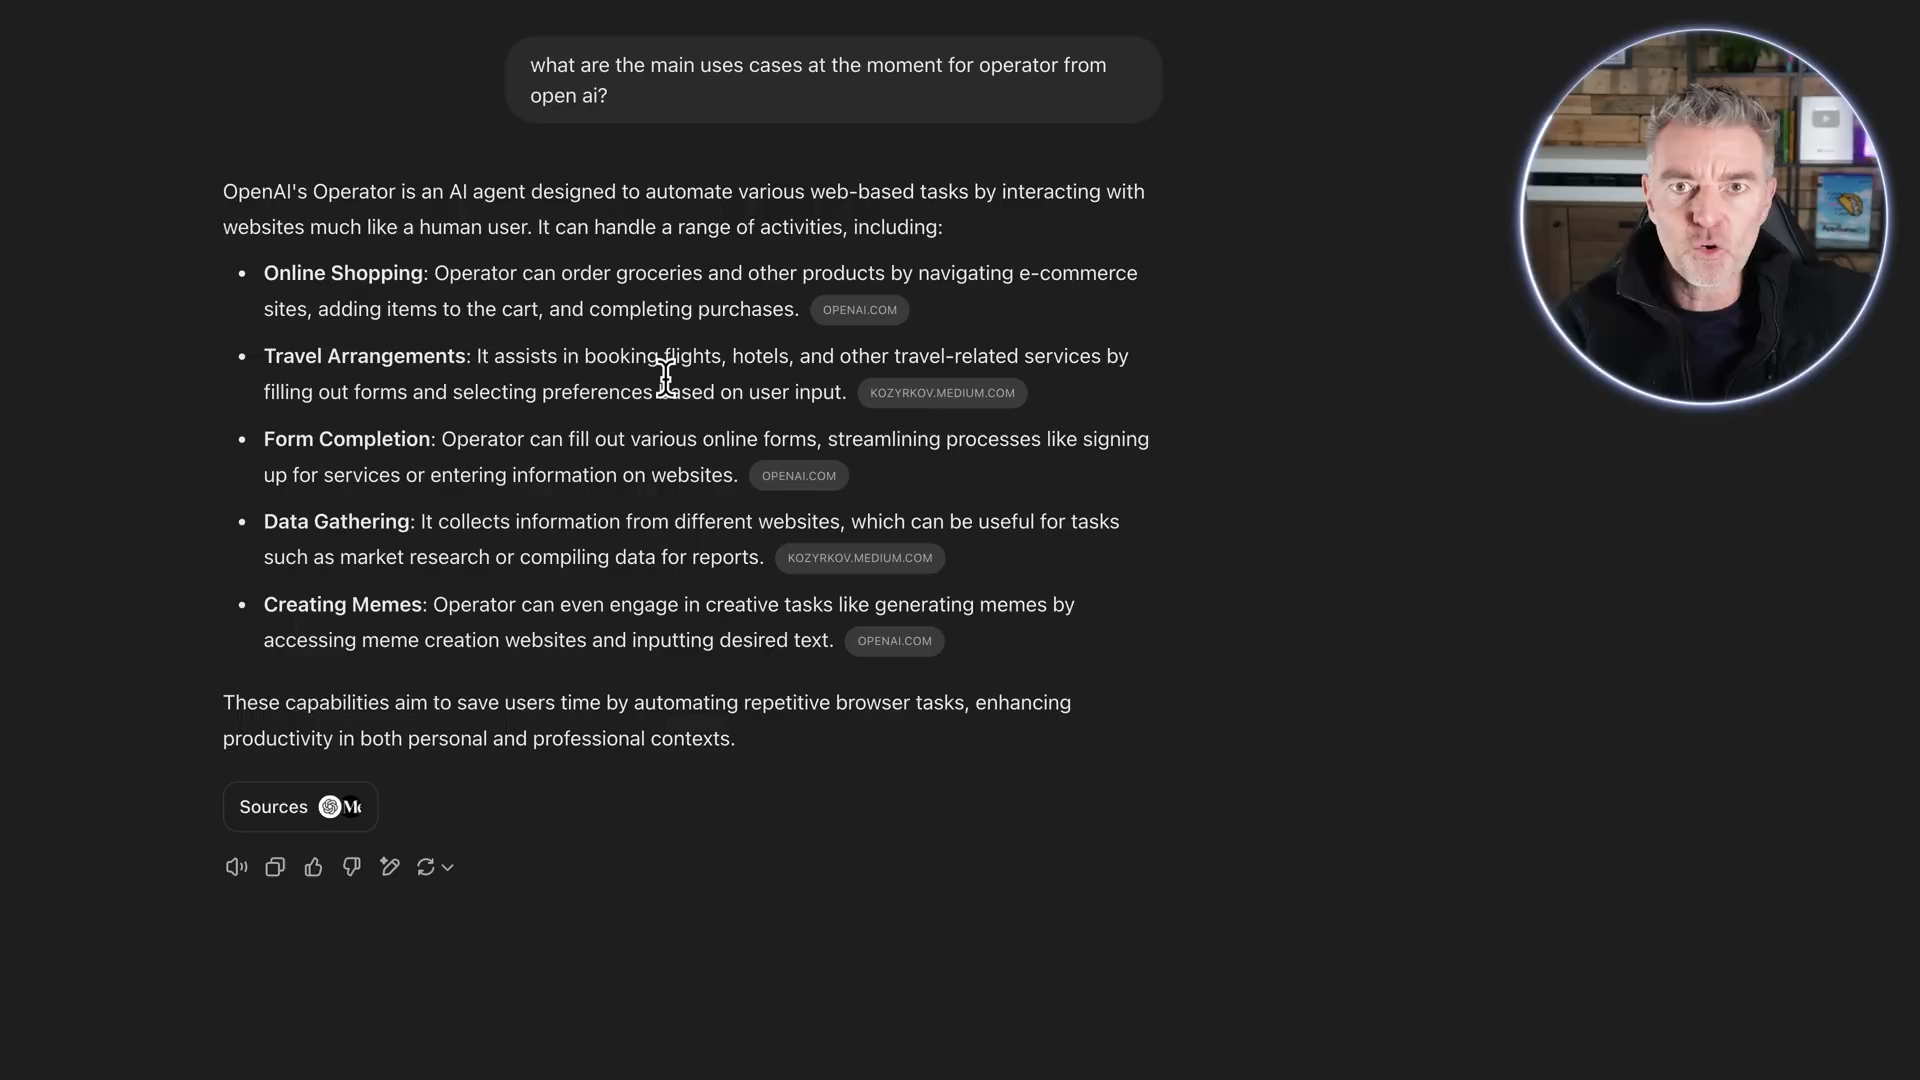 what are the main uses cases at the moment for operator from
open ai?
OpenAI's Operator is an AI agent designed to automate various web-based tasks by interacting with
websites much like a human user. It can handle a range of activities, including:
• Online Shopping: Operator can order groceries and other products by navigating e-commerce
sites, adding items to the cart, and completing purchases. OPENAI.COM
• Travel Arrangements: It assists in booking flights, hotels, and other travel-related services by
filling out forms and selecting preferences based on user input. KOZYRKOV.MEDIUM.COM
• Form Completion: Operator can fill out various online forms, streamlining processes like signing
up for services or entering information on websites. OPENAI.COM
• Data Gathering: It collects information from different websites, which can be useful for tasks
such as market research or compiling data for reports. KOZYRKOV.MEDIUM.COM
• Creating Memes: Operator can even engage in creative tasks like generating memes by
accessing meme creation websites and inputting desired text. OPENAI.COM
These capabilities aim to save users time by automating repetitive browser tasks, enhancing
productivity in both personal and professional contexts.
Sources